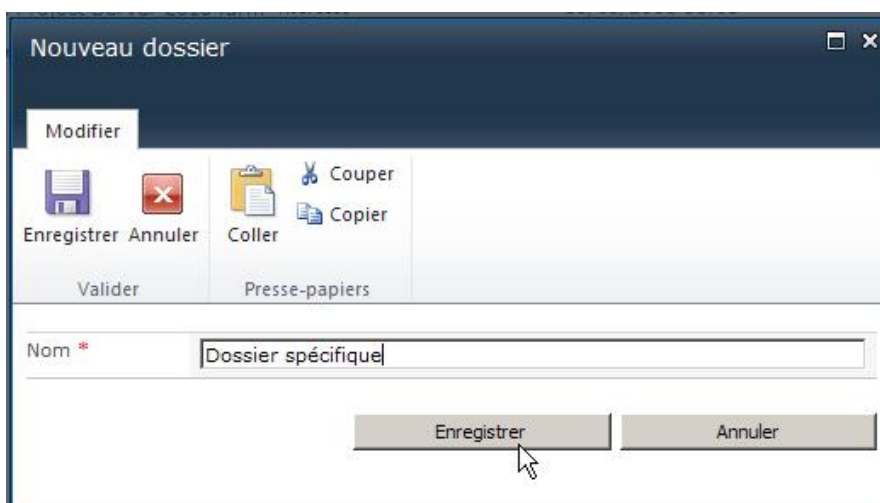 Nouveau dossier
Modifier
Couper
Copier
Enregistrer Annuler Coller
Valider Presse-papiers
Nom *
Dossier spécifique
Enregistrer Annuler